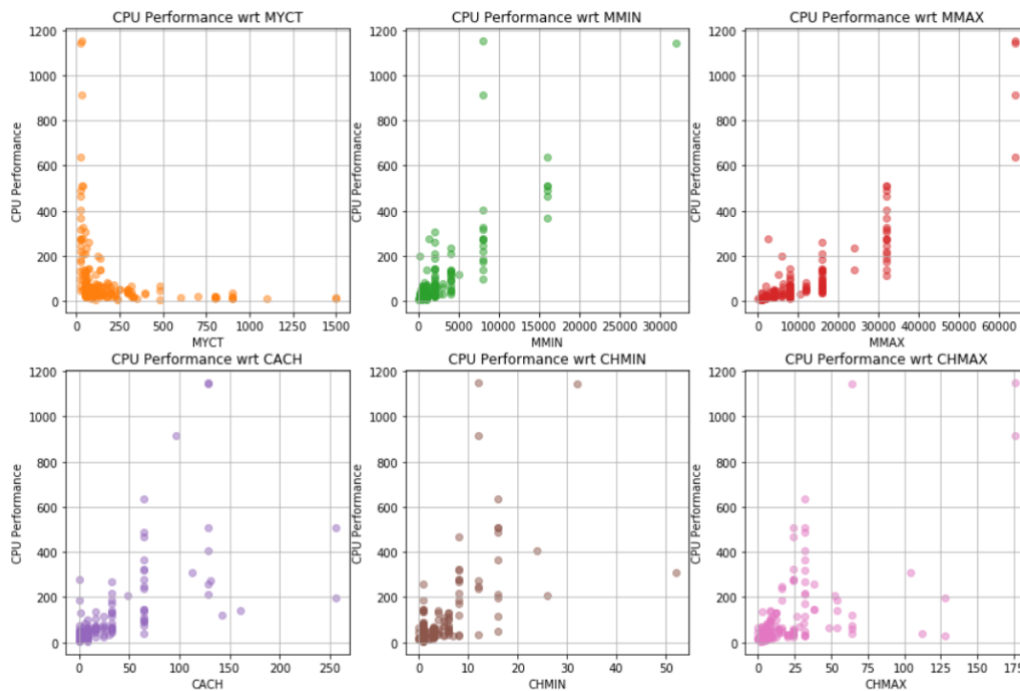 CPU Performance wrt MYCT
CPU Performance
1200
1000
800
600
400
200
0
0 250 500 750 1000 1250 1500
MYCT
CPU Performance wrt MMIN
CPU Performance
1200
1000
800
600
400
200
0
0 5000 10000 15000 20000 25000 30000
MMIN
CPU Performance wrt MMAX
CPU Performance
1200
1000
800
600
400
200
0
0 10000 20000 30000 40000 50000 60000
MMAX
CPU Performance wrt CACH
CPU Performance
1200
1000
800
600
400
200
0
0 50 100 150 200 250
CACH
CPU Performance wrt CHMIN
CPU Performance
1200
1000
800
600
400
200
0
0 10 20 30 40 50
CHMIN
CPU Performance wrt CHMAX
CPU Performance
1200
1000
800
600
400
200
0
0 25 50 75 100 125 150 175
CHMAX